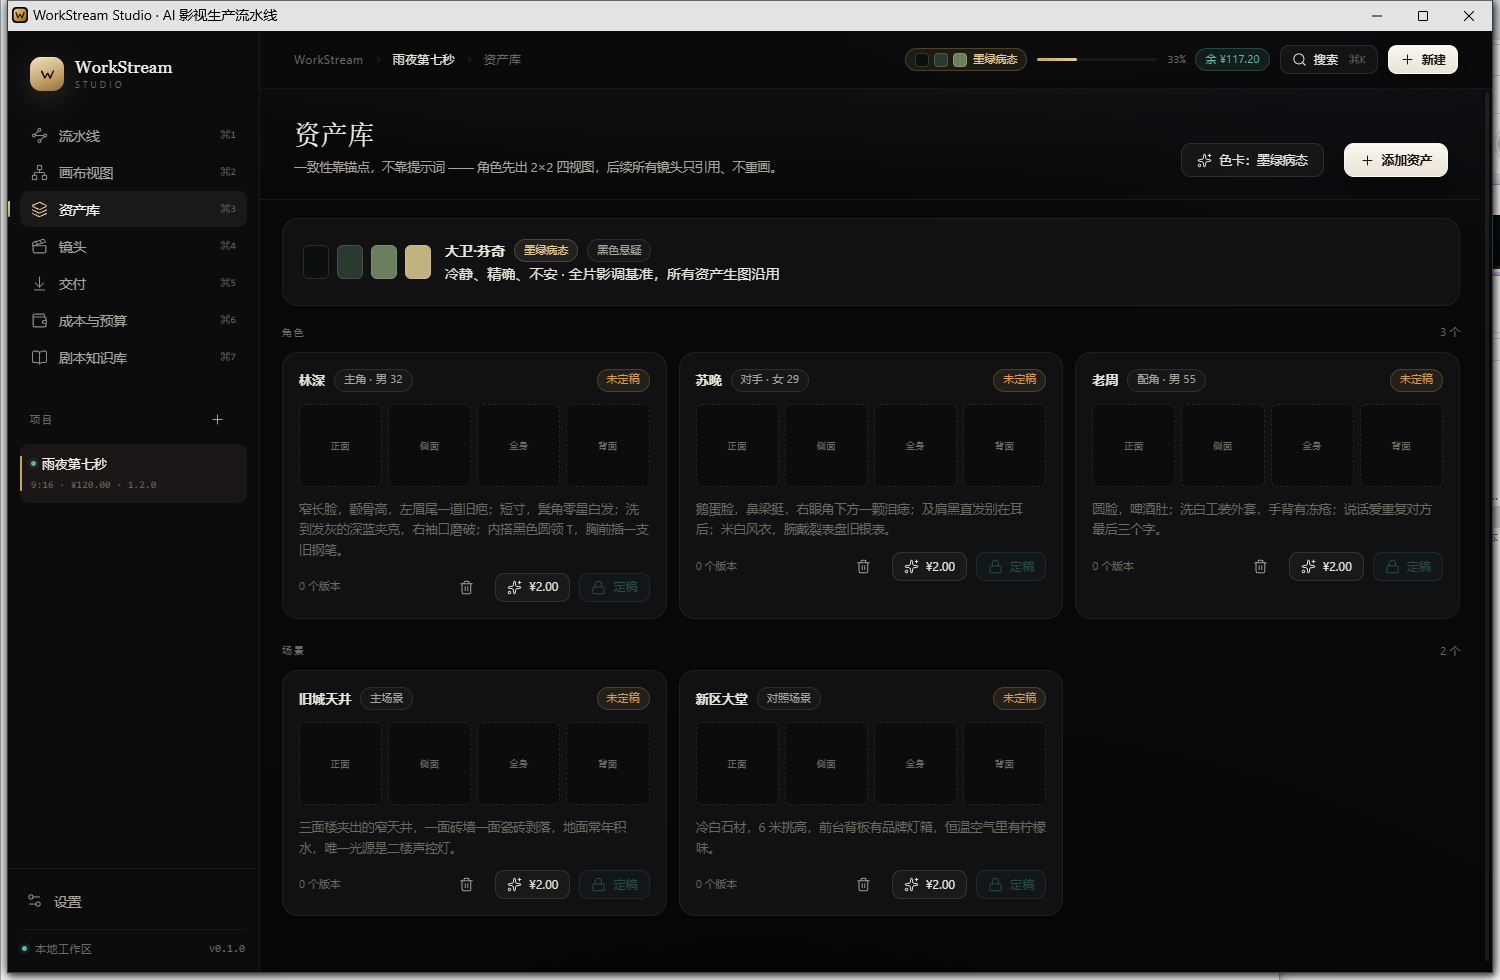 WorkStream Studio · AI 影视生产流水线
WorkStream
STUDIO
流水线 ⌘1
画布视图 ⌘2
资产库 ⌘3
镜头 ⌘4
交付 ⌘5
成本与预算 ⌘6
剧本知识库 ⌘7
项目 +
雨夜第七秒
9:16 · ¥120.00 · 1.2.0
设置
本地工作区 v0.1.0
WorkStream › 雨夜第七秒 › 资产库
墨绿病态 33% 余 ¥117.20 搜索 ⌘K + 新建
资产库
一致性靠锚点，不靠提示词 —— 角色先出 2×2 四视图，后续所有镜头只引用、不重画。
色卡：墨绿病态 + 添加资产
大卫·芬奇 墨绿病态 黑色悬疑
冷静、精确、不安 · 全片影调基准，所有资产生图沿用
角色 3 个
林深 主角 · 男 32 未定稿
正面 侧面 全身 背面
窄长脸，颧骨高，左眉尾一道旧疤；短寸，鬓角零星白发；洗
到发灰的深蓝夹克，右袖口磨破；内搭黑色圆领 T，胸前插一支
旧钢笔。
0 个版本 ¥2.00 定稿
苏晚 对手 · 女 29 未定稿
正面 侧面 全身 背面
鹅蛋脸，鼻梁挺，右眼角下方一颗泪痣；及肩黑直发别在耳
后；米白风衣，腕戴裂表盘旧银表。
0 个版本 ¥2.00 定稿
老周 配角 · 男 55 未定稿
正面 侧面 全身 背面
圆脸，啤酒肚；洗白工装外套，手背有冻疮；说话爱重复对方
最后三个字。
0 个版本 ¥2.00 定稿
场景 2 个
旧城天井 主场景 未定稿
正面 侧面 全身 背面
三面楼夹出的窄天井，一面砖墙一面瓷砖剥落，地面常年积
水，唯一光源是二楼声控灯。
0 个版本 ¥2.00 定稿
新区大堂 对照场景 未定稿
正面 侧面 全身 背面
冷白石材，6 米挑高，前台背板有品牌灯箱，恒温空气里有柠檬
味。
0 个版本 ¥2.00 定稿